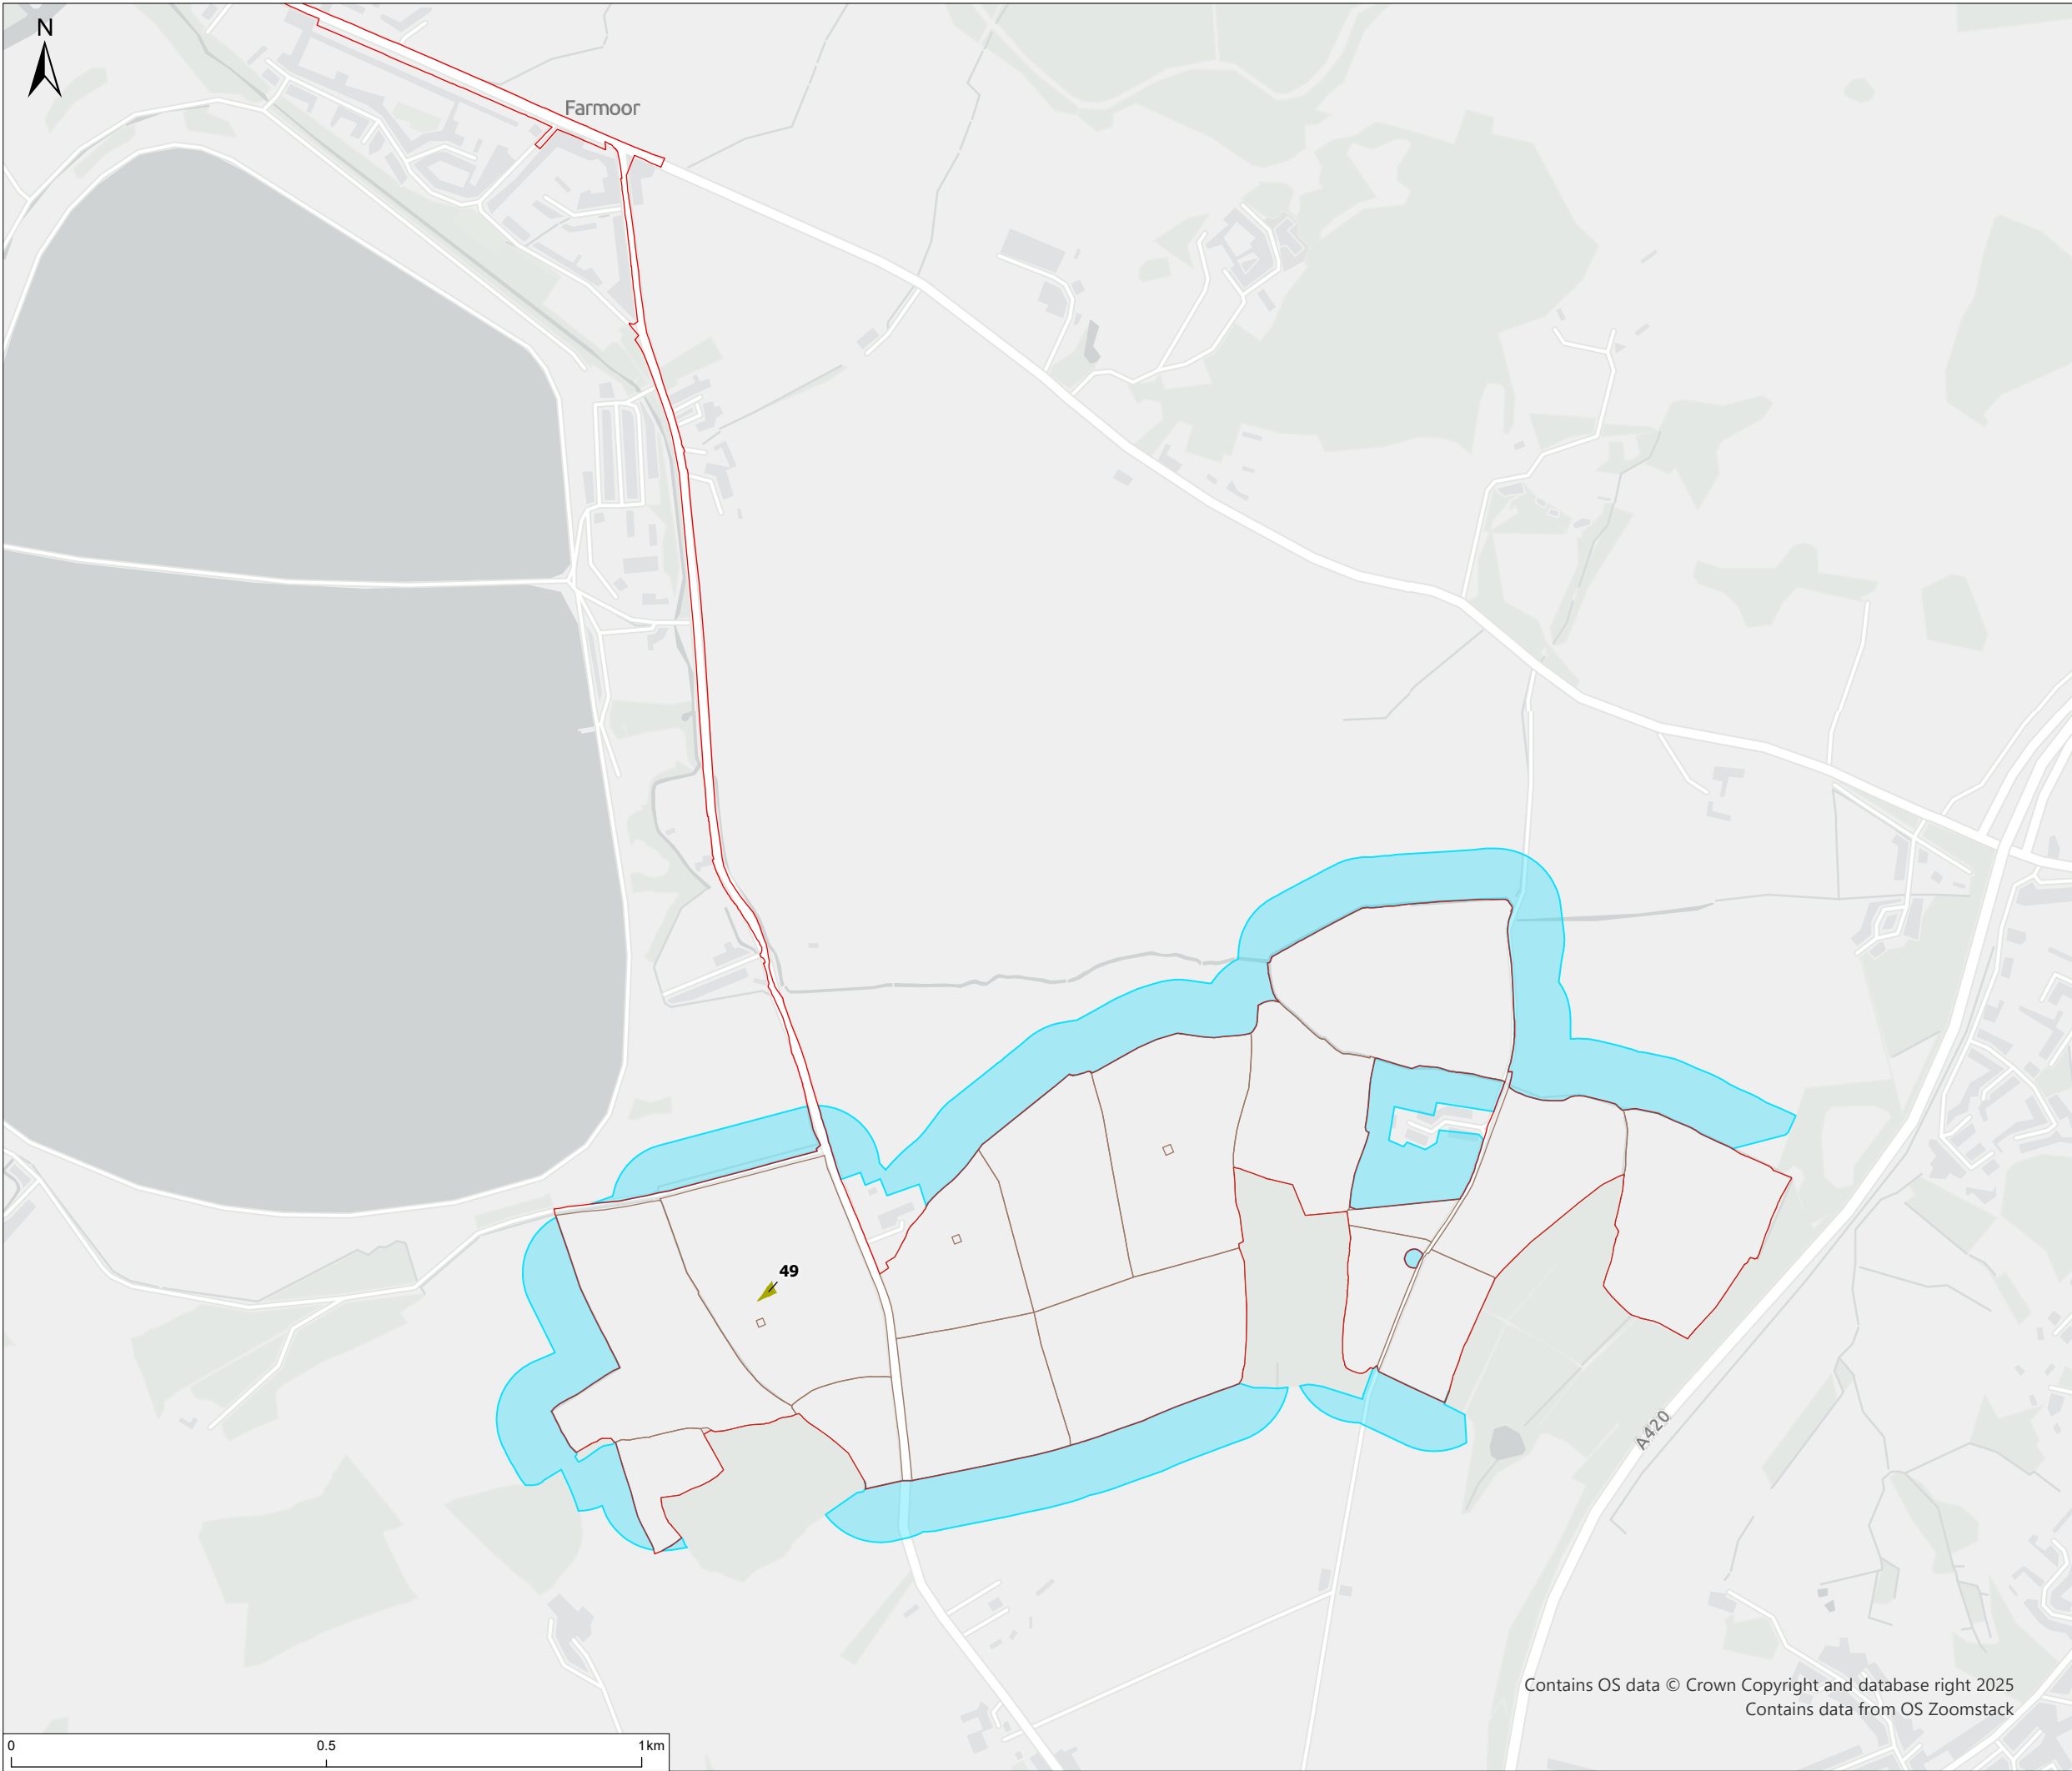 N
Farmoor
49
A420
Contains OS data © Crown Copyright and database right 2025
Contains data from OS Zoomstack
0 0.5 1km